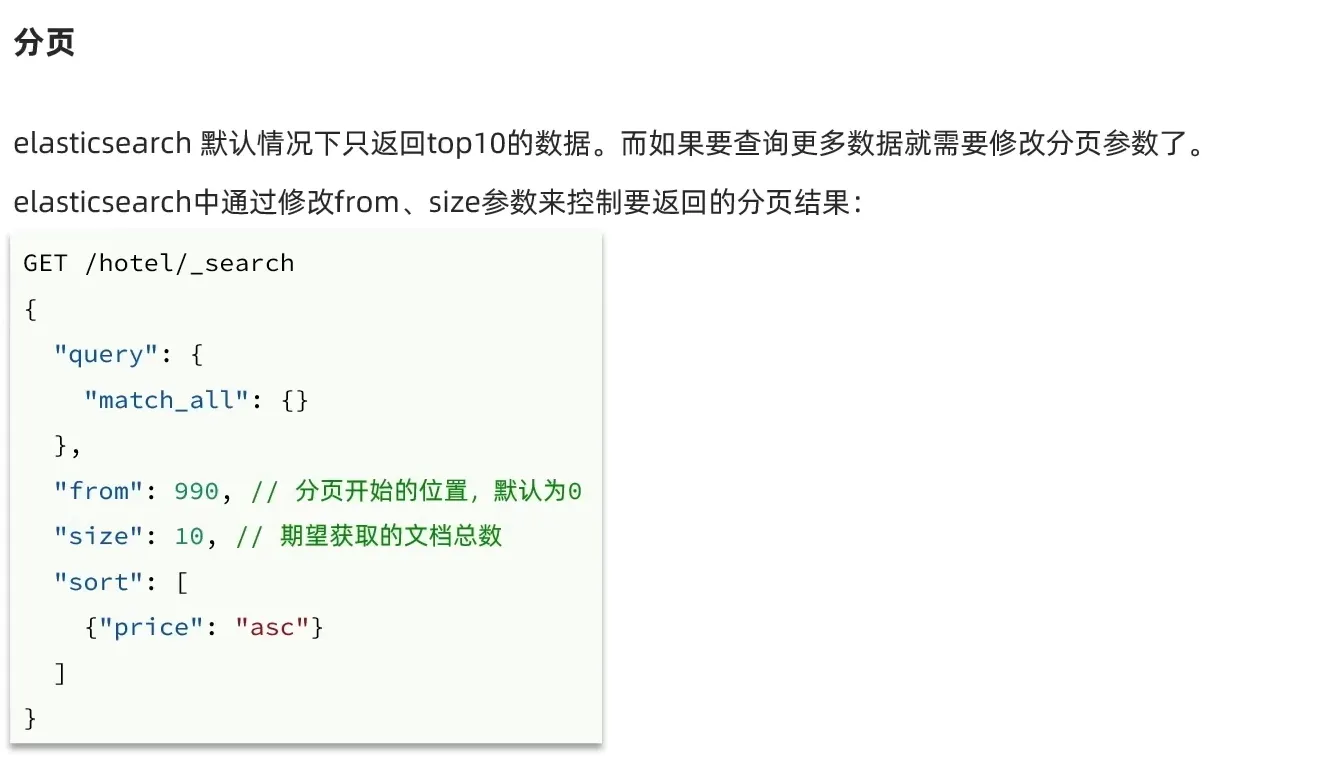 分页
elasticsearch 默认情况下只返回top10的数据。而如果要查询更多数据就需要修改分页参数了。
elasticsearch中通过修改from、size参数来控制要返回的分页结果：
GET /hotel/_search
{
  "query": {
    "match_all": {}
  },
  "from": 990, // 分页开始的位置，默认为0
  "size": 10, // 期望获取的文档总数
  "sort": [
    {"price": "asc"}
  ]
}